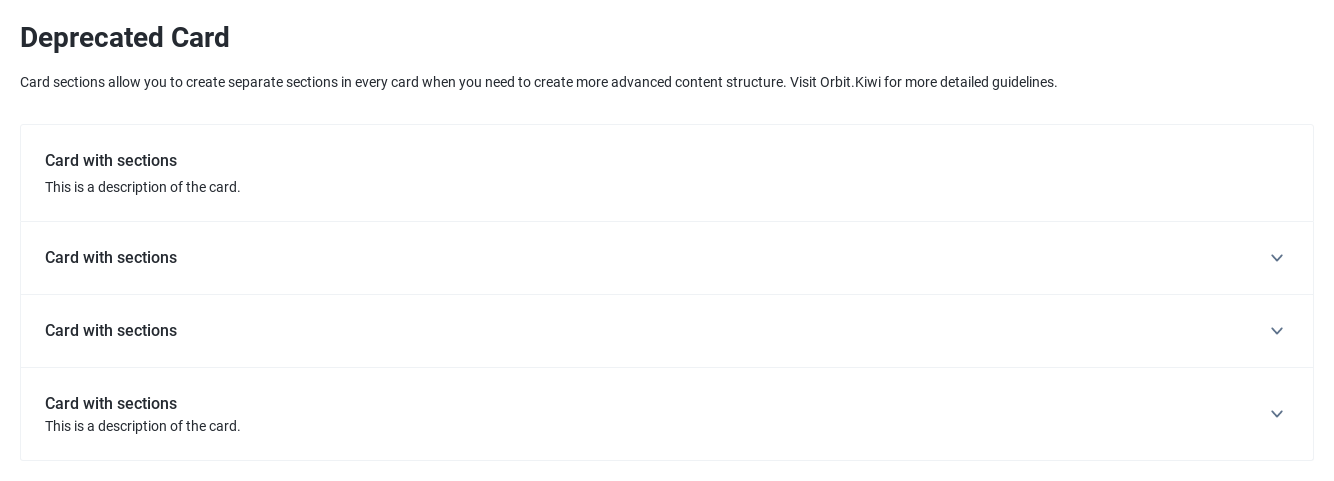 Deprecated Card
Card sections allow you to create separate sections in every card when you need to create more advanced content structure. Visit Orbit.Kiwi for more detailed guidelines.
Card with sections
This is a description of the card.
Card with sections
Card with sections
Card with sections
This is a description of the card.